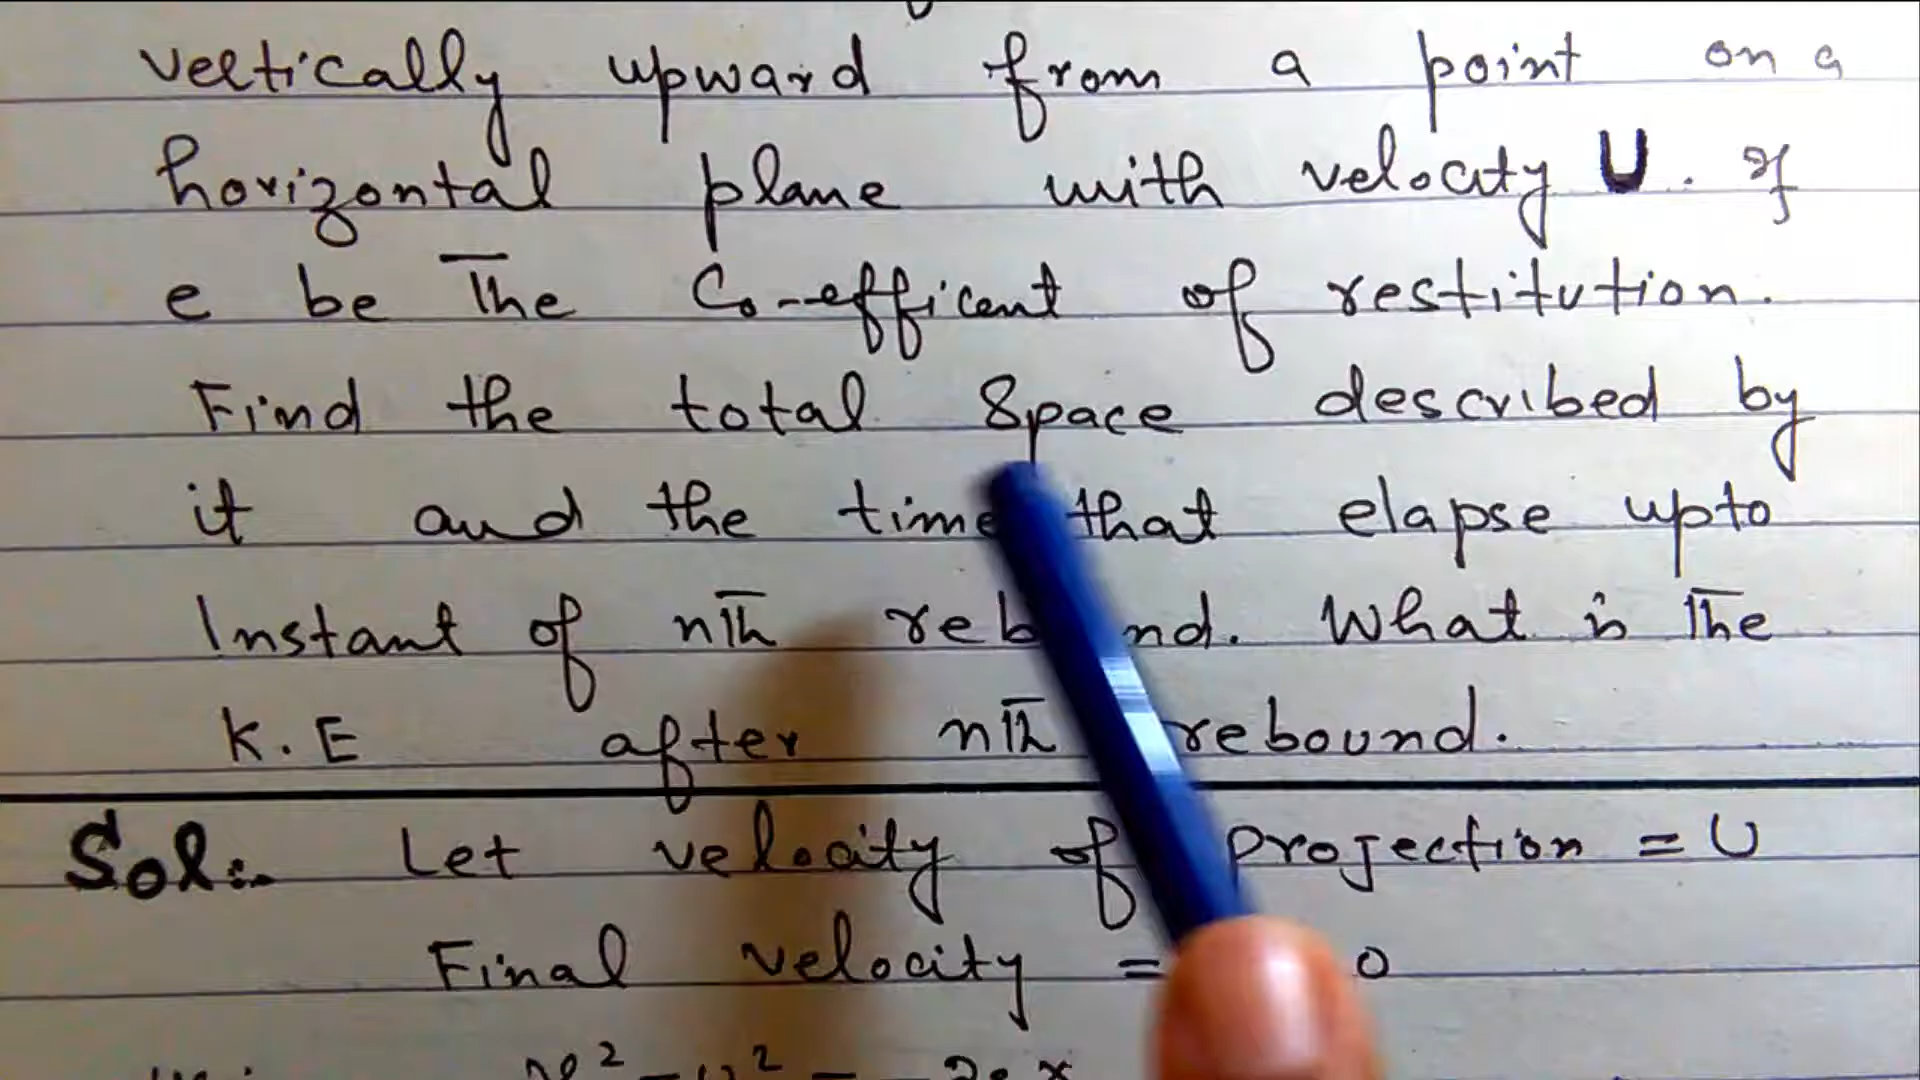 vertically upward from a point on a
horizontal plane with velocity U. If
e be the Co-efficent of restitution.
Find the total Space described by
it and the time that elapse upto
Instant of nth rebound. What is the
K.E after nth rebound.
Sol:- Let velocity of projection = U
Final velocity = 0